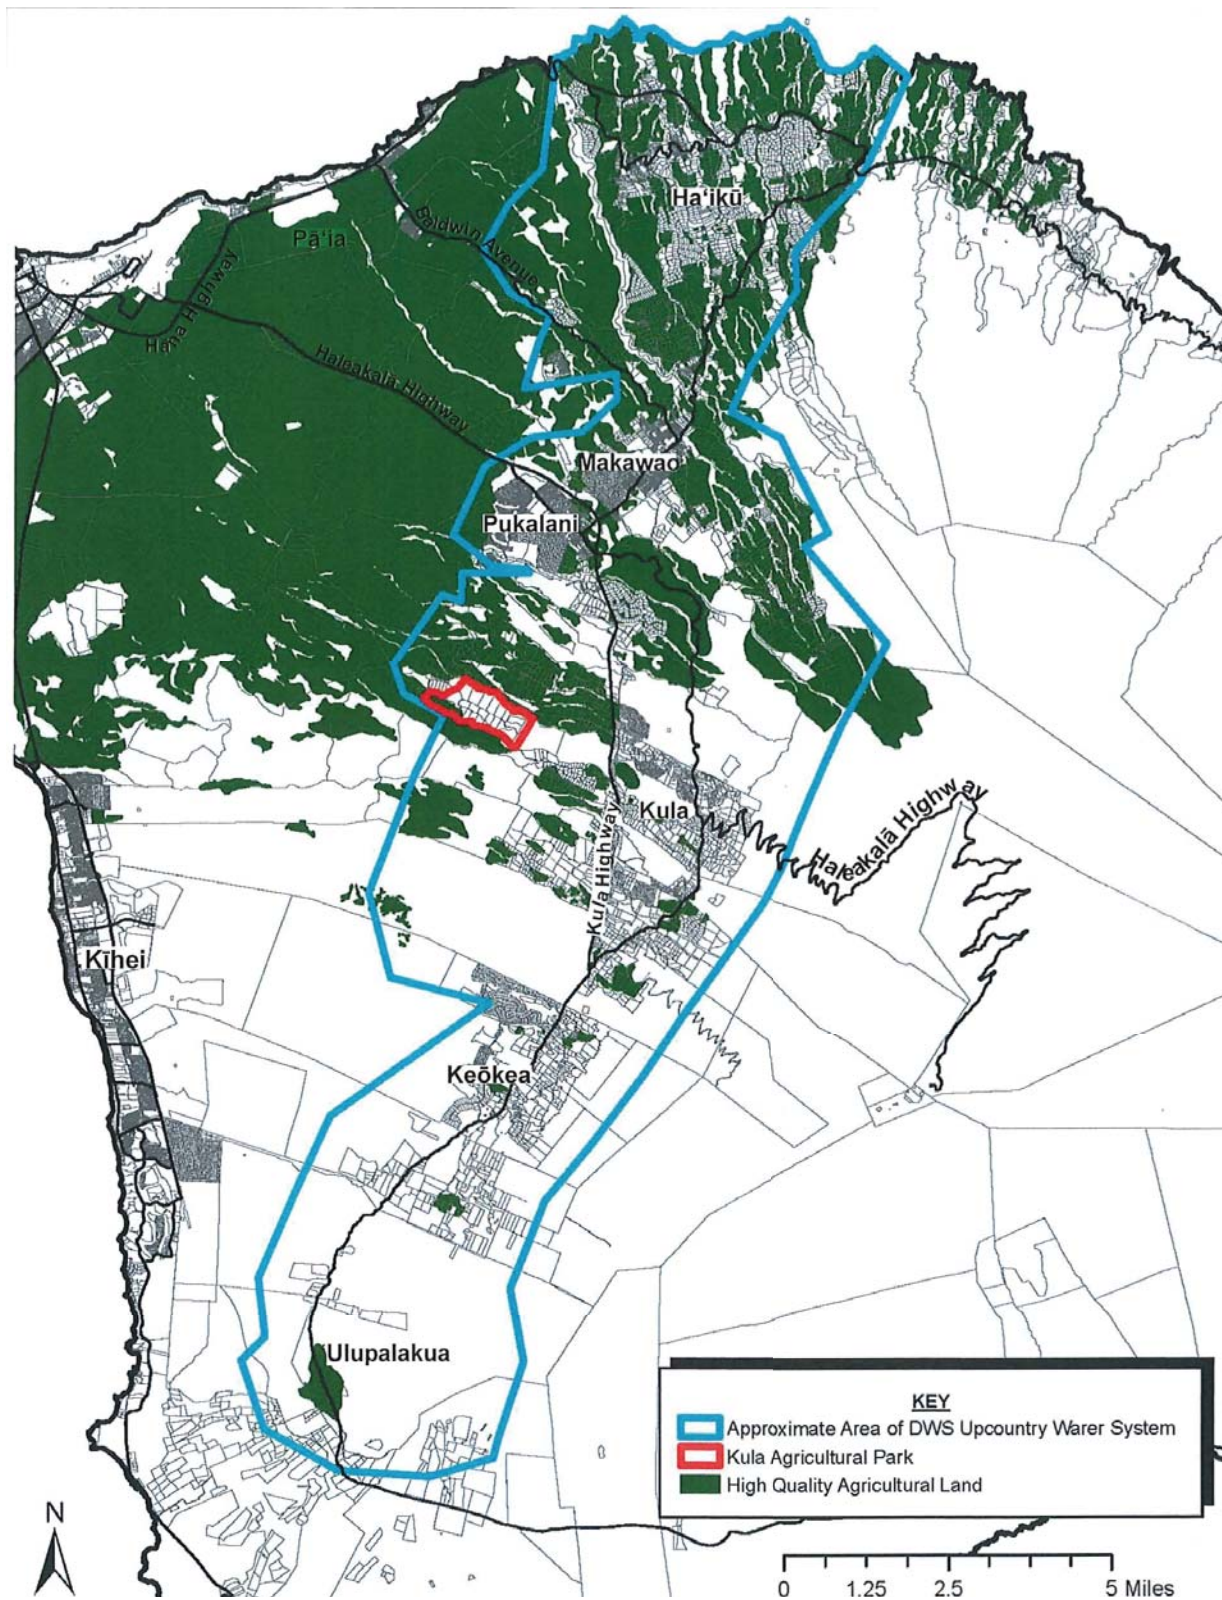 Ha'ikū
Pā'ia
Baldwin Avenue
Hana Highway
Haleakalā Highway
Makawao
Pukalani
Kula
Haleakalā Highway
Kula Highway
Kīhei
Keōkea
'Ulupalakua
KEY
Approximate Area of DWS Upcountry Warer System
Kula Agricultural Park
High Quality Agricultural Land
N
0 1.25 2.5 5 Miles